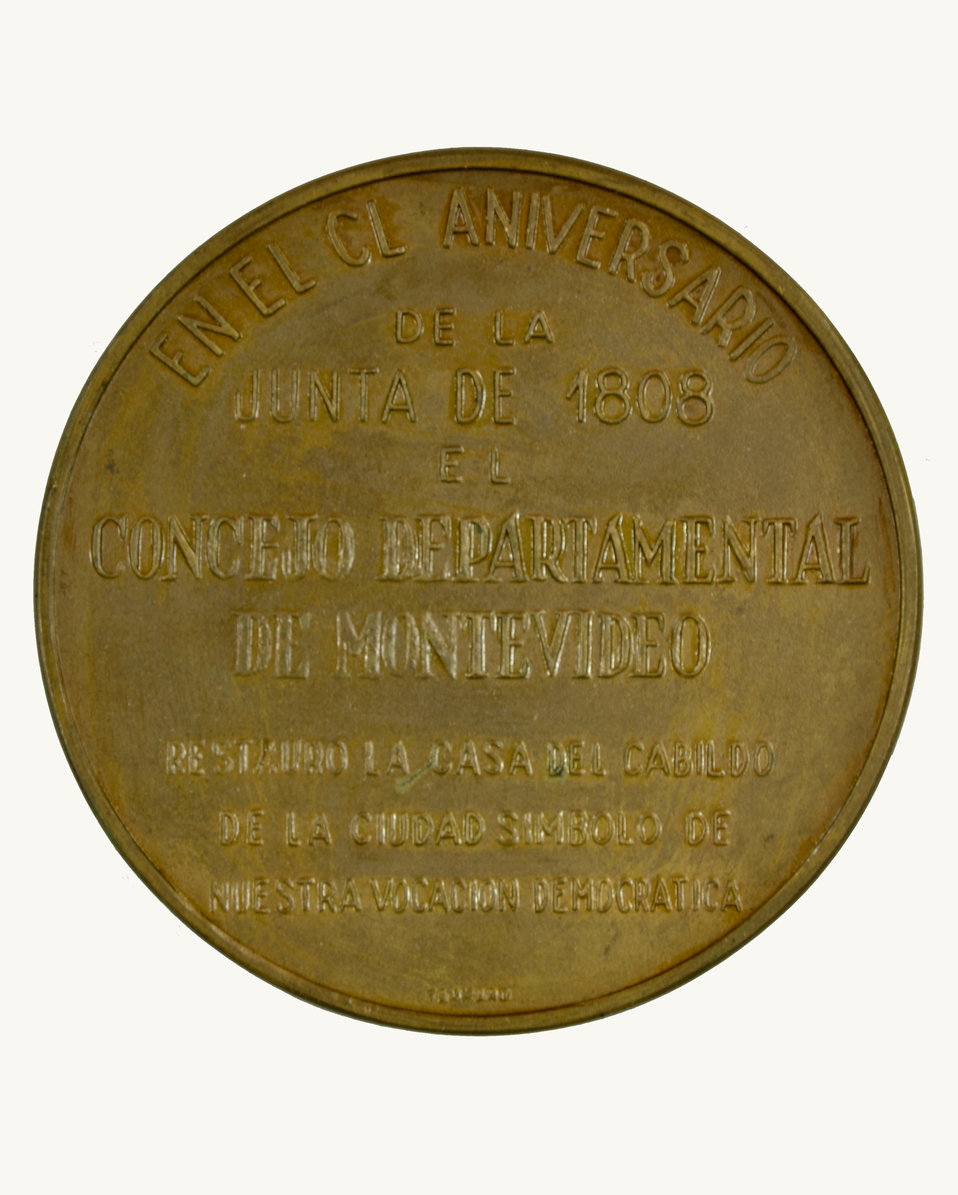 EN EL CL ANIVERSARIO
DE LA
JUNTA DE 1808
EL
CONCEJO DEPARTAMENTAL
DE MONTEVIDEO
RESTAURO LA CASA DEL CABILDO
DE LA CIUDAD SIMBOLO DE
NUESTRA VOCACION DEMOCRATICA